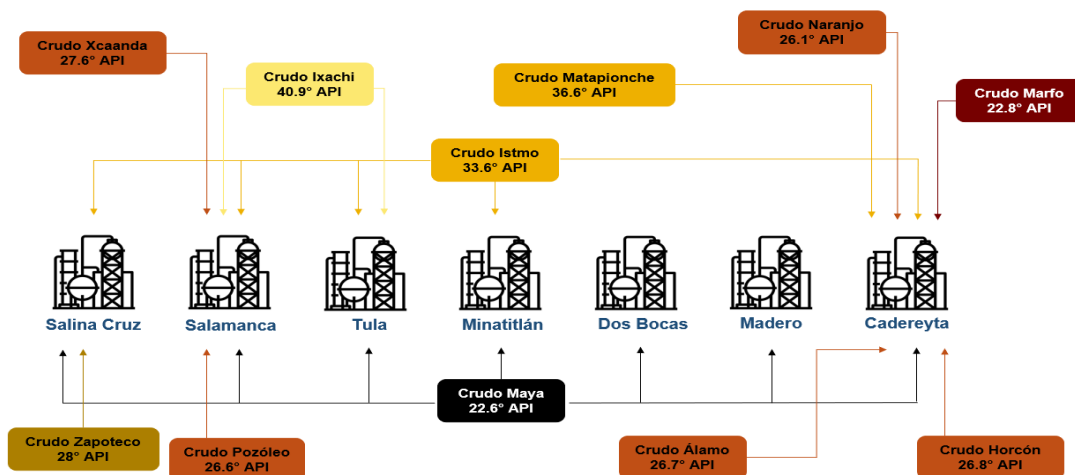 Crudo Naranjo
26.1° API
Crudo Xcaanda
27.6° API
Crudo Ixachi
40.9° API
Crudo Matapionche
36.6° API
Crudo Marfo
22.8° API
Crudo Istmo
33.6° API
Salina Cruz
Salamanca
Tula
Minatitlán
Dos Bocas
Madero
Cadereyta
Crudo Maya
22.6° API
Crudo Zapoteco
28° API
Crudo Pozóleo
26.6° API
Crudo Álamo
26.7° API
Crudo Horcón
26.8° API